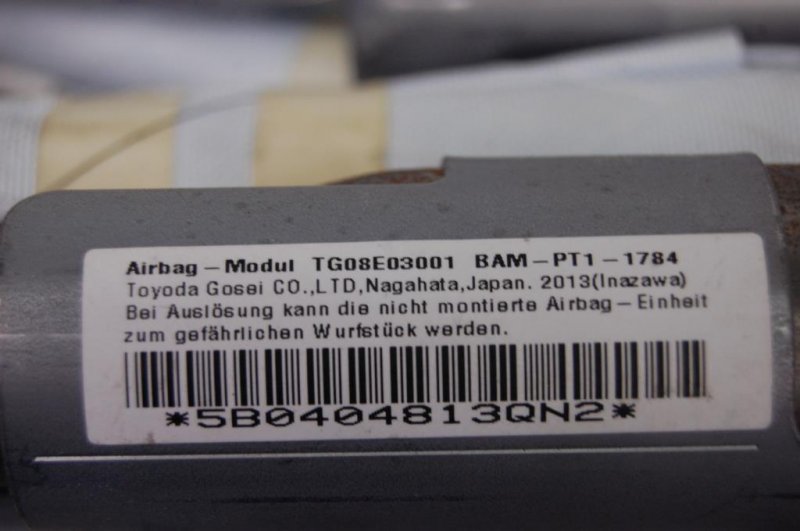 Airbag-Modul TG08E03001 BAM-PT1-1784
Toyoda Gosei CO.,LTD,Nagahata,Japan. 2013(Inazawa)
Bei Auslösung kann die nicht montierte Airbag-Einheit
zum gefährlichen Wurfstück werden.
*5B0404813QN2*